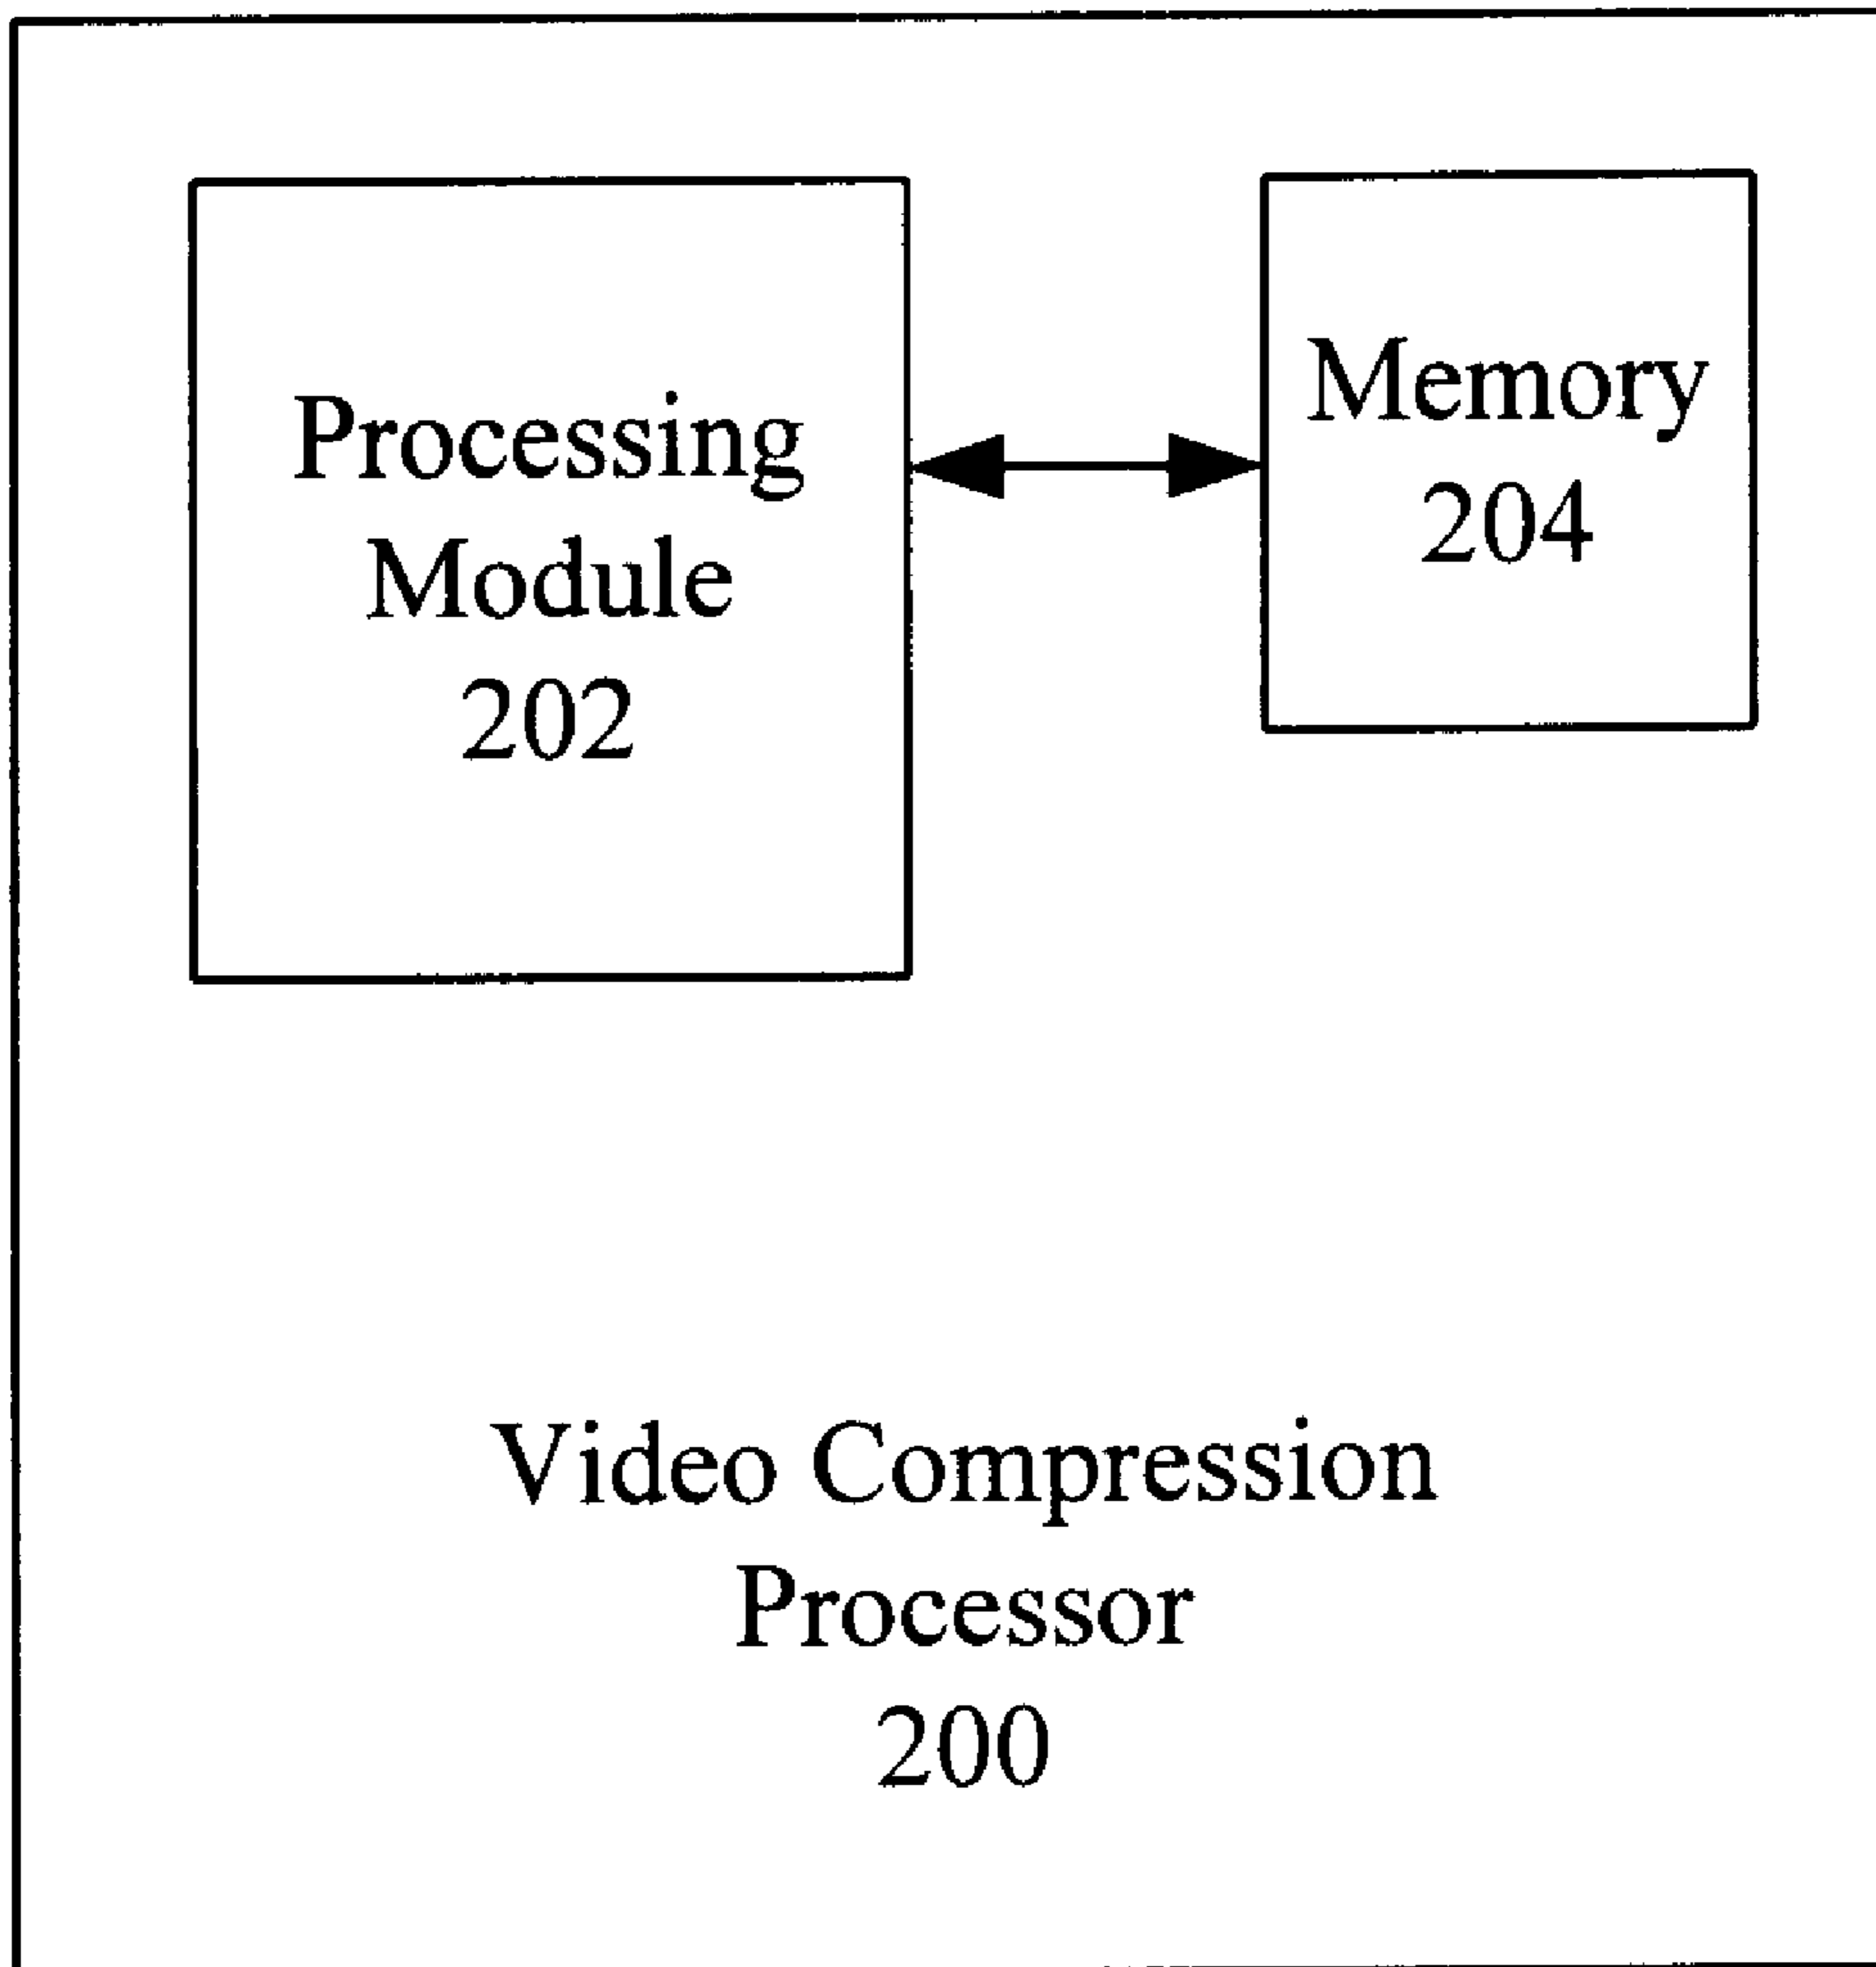 Processing
Module
202
Memory
204
Video Compression
Processor
200